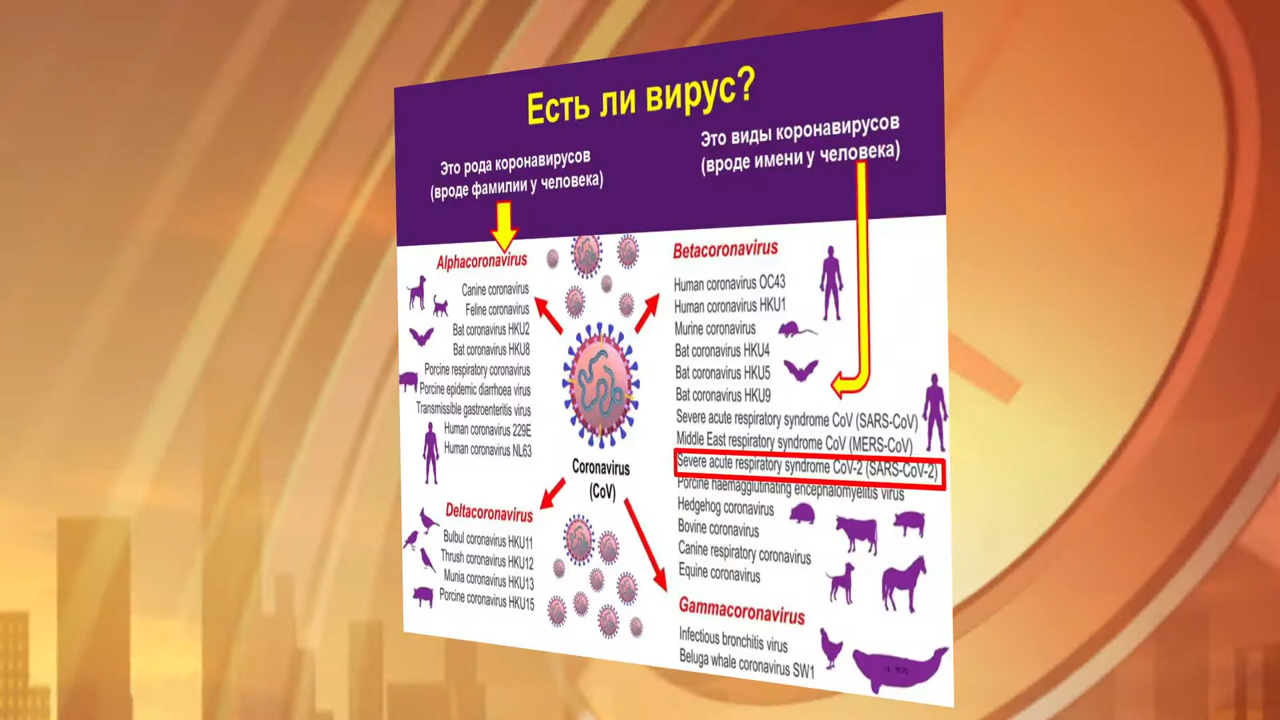 Есть ли вирус?
Это рода коронавирусов
(вроде фамилии у человека)
Это виды коронавирусов
(вроде имени у человека)
Alphacoronavirus
Canine coronavirus
Feline coronavirus
Bat coronavirus HKU2
Bat coronavirus HKU8
Porcine respiratory coronavirus
Porcine epidemic diarrhoea virus
Transmissible gastroenteritis virus
Human coronavirus 229E
Human coronavirus NL63
Coronavirus
(CoV)
Deltacoronavirus
Bulbul coronavirus HKU11
Thrush coronavirus HKU12
Munia coronavirus HKU13
Porcine coronavirus HKU15
Betacoronavirus
Human coronavirus OC43
Human coronavirus HKU1
Murine coronavirus
Bat coronavirus HKU4
Bat coronavirus HKU5
Bat coronavirus HKU9
Severe acute respiratory syndrome CoV (SARS-CoV)
Middle East respiratory syndrome CoV (MERS-CoV)
Severe acute respiratory syndrome CoV-2 (SARS-CoV-2)
Porcine haemagglutinating encephalomyelitis virus
Hedgehog coronavirus
Bovine coronavirus
Canine respiratory coronavirus
Equine coronavirus
Gammacoronavirus
Infectious bronchitis virus
Beluga whale coronavirus SW1